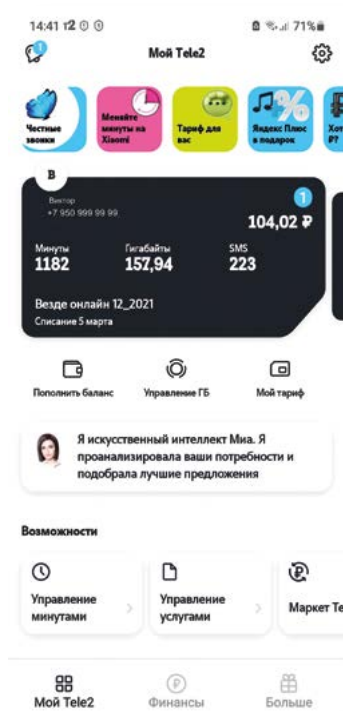 14:41 т2
71%
1
Мой Tele2
Честные
звонки
Меняйте
минуты на
Xiaomi
Тариф для
вас
Яндекс Плюс
в подарок
Хот
Р?
В
Виктор
+7 950 999 99 99
1
104,02 ₽
Минуты
Гигабайты
SMS
1182
157,94
223
Везде онлайн 12_2021
Списание 5 марта
Пополнить баланс
Управление ГБ
Мой тариф
Я искусственный интеллект Миа. Я
проанализировала ваши потребности и
подобрала лучшие предложения
Возможности
Управление
минутами
Управление
услугами
Маркет Te
Мой Tele2
Финансы
Больше